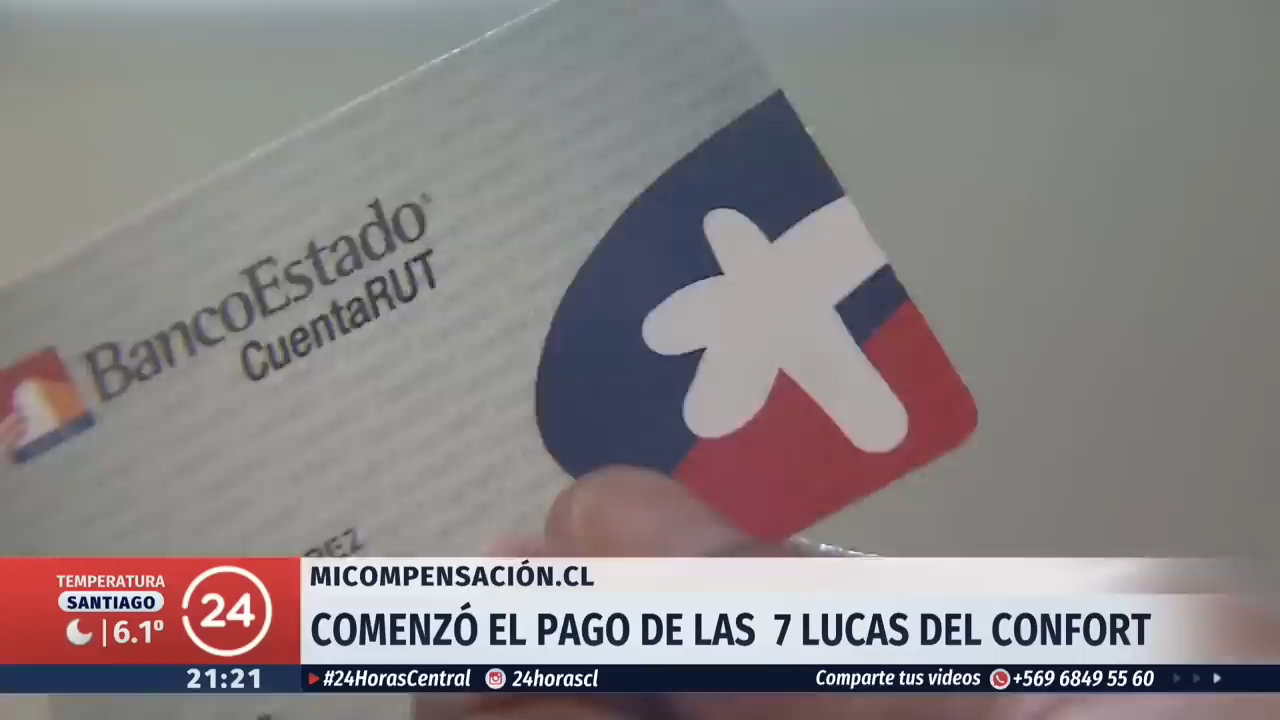 BancoEstado
CuentaRUT
TEMPERATURA
SANTIAGO
6.1º
24
MICOMPENSACIÓN.CL
COMENZÓ EL PAGO DE LAS 7 LUCAS DEL CONFORT
21:21
#24HorasCentral
24horascl
Comparte tus videos
+569 6849 55 60